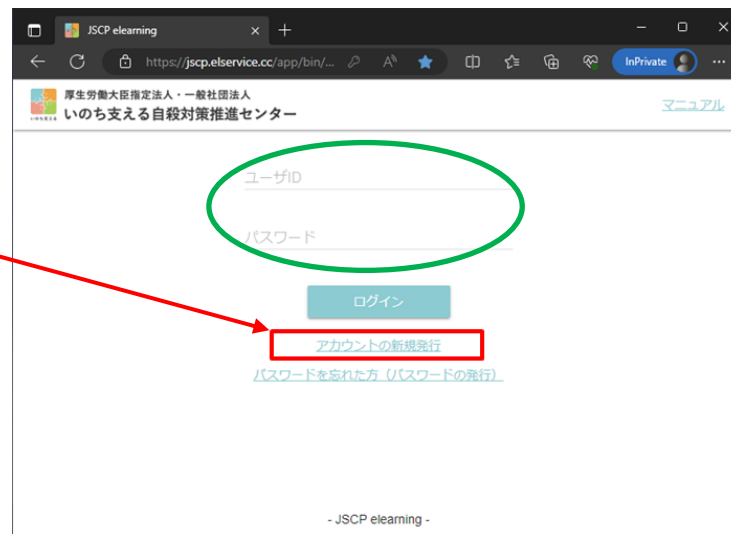 JSCP elearning
https://jscp.elservice.cc/app/bin/...
InPrivate
厚生労働大臣指定法人・一般社団法人
いのち支える自殺対策推進センター
マニュアル
ユーザID
パスワード
ログイン
アカウントの新規発行
パスワードを忘れた方（パスワードの発行）
- JSCP elearning -